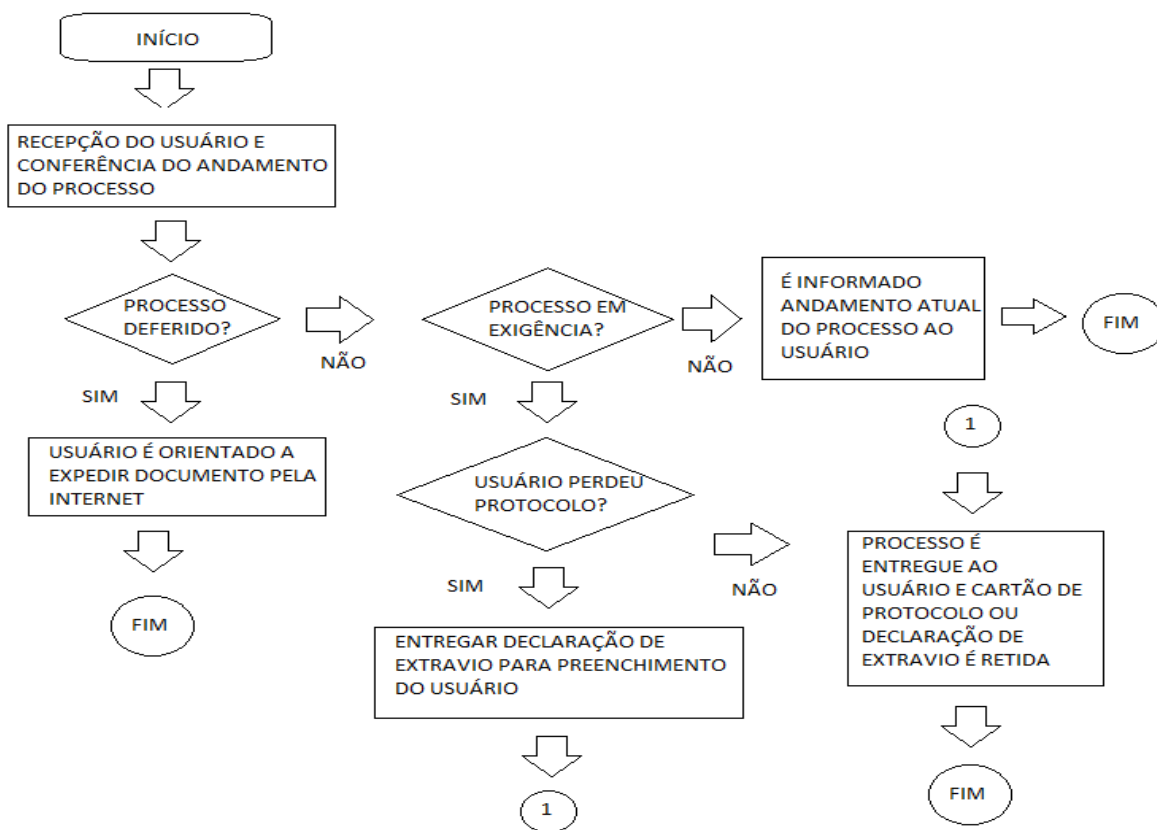 INÍCIO
RECEPÇÃO DO USUÁRIO E
CONFERÊNCIA DO ANDAMENTO
DO PROCESSO
PROCESSO
DEFERIDO?
NÃO
PROCESSO EM
EXIGÊNCIA?
NÃO
É INFORMADO
ANDAMENTO ATUAL
DO PROCESSO AO
USUÁRIO
FIM
SIM
USUÁRIO É ORIENTADO A
EXPEDIR DOCUMENTO PELA
INTERNET
FIM
SIM
USUÁRIO PERDEU
PROTOCOLO?
NÃO
SIM
ENTREGAR DECLARAÇÃO DE
EXTRAVIO PARA PREENCHIMENTO
DO USUÁRIO
1
1
PROCESSO É
ENTREGUE AO
USUÁRIO E CARTÃO DE
PROTOCOLO OU
DECLARAÇÃO DE
EXTRAVIO É RETIDA
FIM